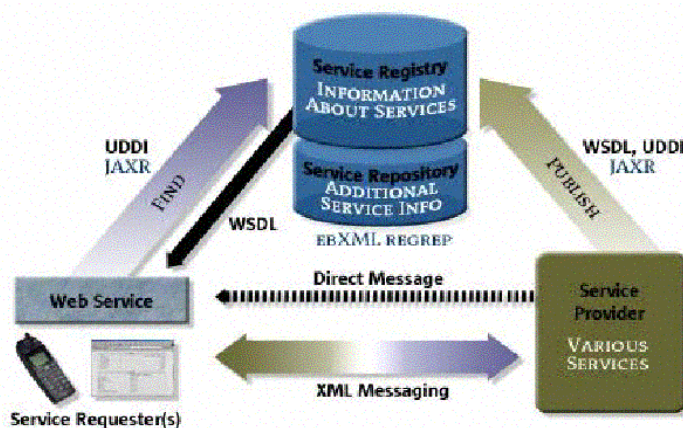 Service Registry
INFORMATION
ABOUT SERVICES
UDDI
JAXR
FIND
WSDL, UDDI
JAXR
PUBLISH
Service Repository
ADDITIONAL
SERVICE INFO
WSDL
EBXML REGREP
Direct Message
Web Service
Service
Provider
VARIOUS
SERVICES
XML Messaging
Service Requester(s)